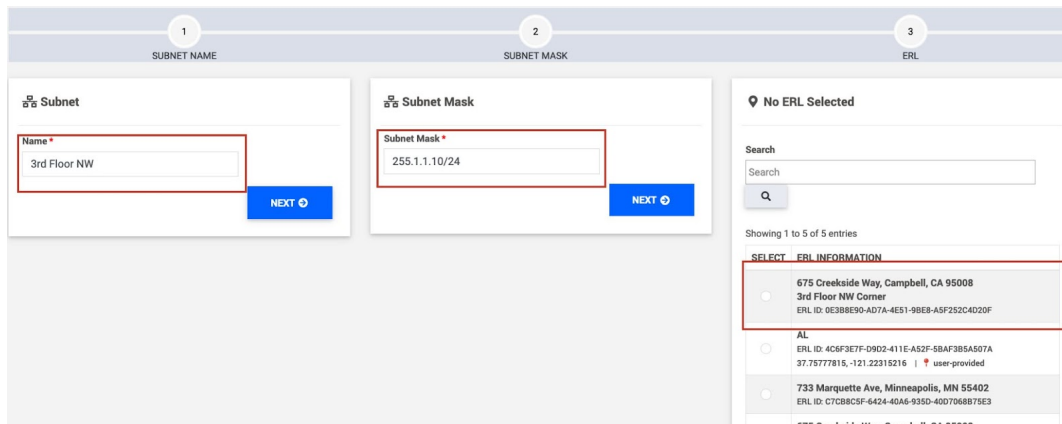 1
SUBNET NAME
2
SUBNET MASK
3
ERL
Subnet
Name *
3rd Floor NW
NEXT
Subnet Mask
Subnet Mask *
255.1.1.10/24
NEXT
No ERL Selected
Search
Search
Showing 1 to 5 of 5 entries
SELECT ERL INFORMATION
675 Creekside Way, Campbell, CA 95008
3rd Floor NW Corner
ERL ID: 0E3B8E90-AD7A-4E51-9BE8-A5F252C4D20F
AL
ERL ID: 4C6F3E7F-D9D2-411E-A52F-5BAF3B5A507A
37.75777815, -121.22315216 | user-provided
733 Marquette Ave, Minneapolis, MN 55402
ERL ID: C7CB8C5F-6424-40A6-935D-40D7068B75E3